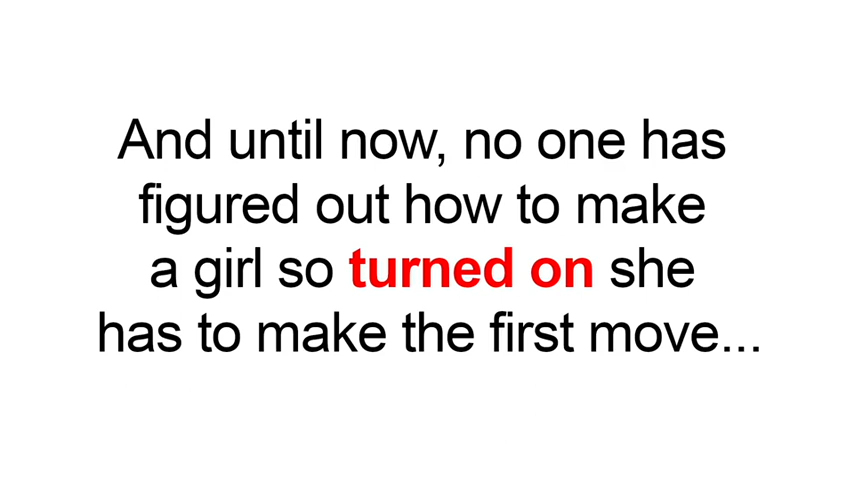 And until now, no one has
figured out how to make
a girl so turned on she
has to make the first move...